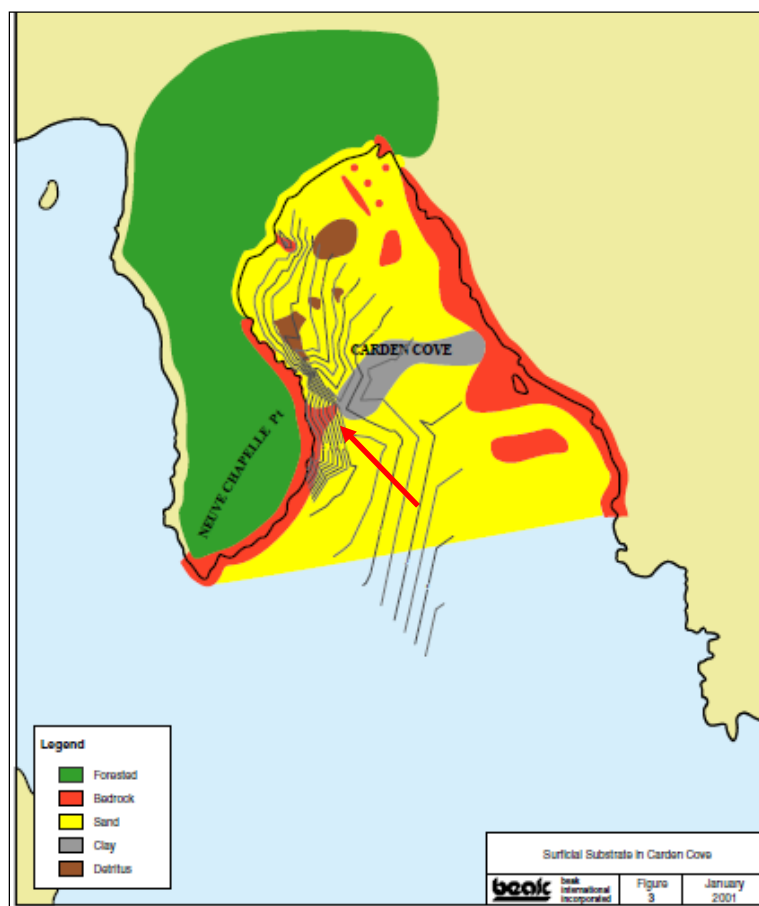 CARDEN COVE
NEUVE CHAPELLE Pt
Legend
Forested
Bedrock
Sand
Clay
Detritus
Surficial Substrate in Carden Cove
beak
beak
international
incorporated
Figure
3
January
2001